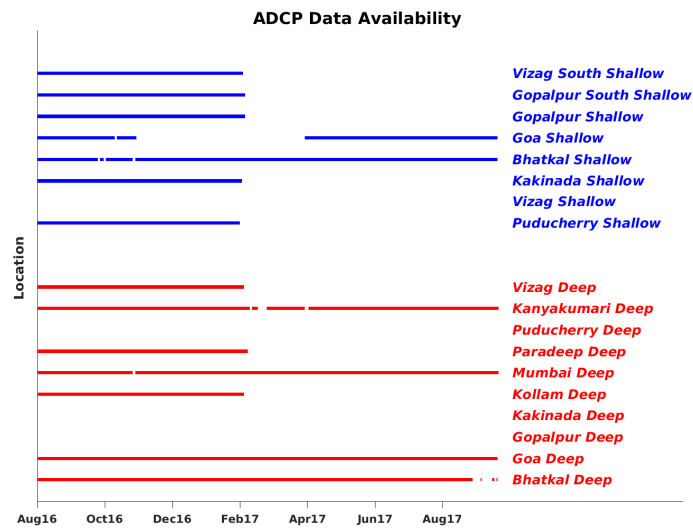 ADCP Data Availability
Vizag South Shallow
Gopalpur South Shallow
Gopalpur Shallow
Goa Shallow
Bhatkal Shallow
Kakinada Shallow
Vizag Shallow
Puducherry Shallow
Location
Vizag Deep
Kanyakumari Deep
Puducherry Deep
Paradeep Deep
Mumbai Deep
Kollam Deep
Kakinada Deep
Gopalpur Deep
Goa Deep
Bhatkal Deep
Aug16 Oct16 Dec16 Feb17 Apr17 Jun17 Aug17